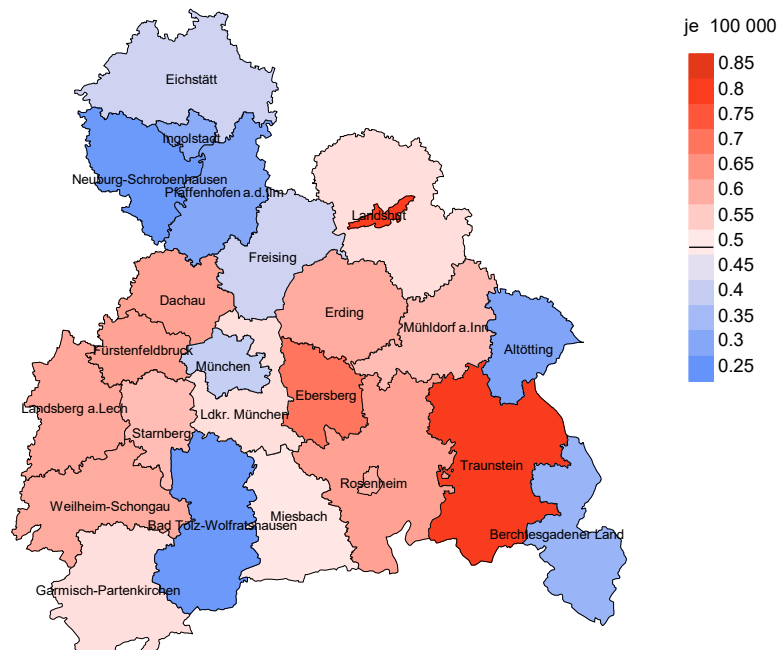 je 100 000
0.85
0.8
0.75
0.7
0.65
0.6
0.55
0.5
0.45
0.4
0.35
0.3
0.25
Eichstätt
Ingolstadt
Neuburg-Schrobenhausen
Pfaffenhofen a.d.Ilm
Landshut
Freising
Dachau
Erding
Mühldorf a.Inn
Altötting
Fürstenfeldbruck
München
Ebersberg
Landsberg a.Lech
Ldkr. München
Starnberg
Traunstein
Rosenheim
Weilheim-Schongau
Miesbach
Bad Tölz-Wolfratshausen
Berchtesgadener Land
Garmisch-Partenkirchen